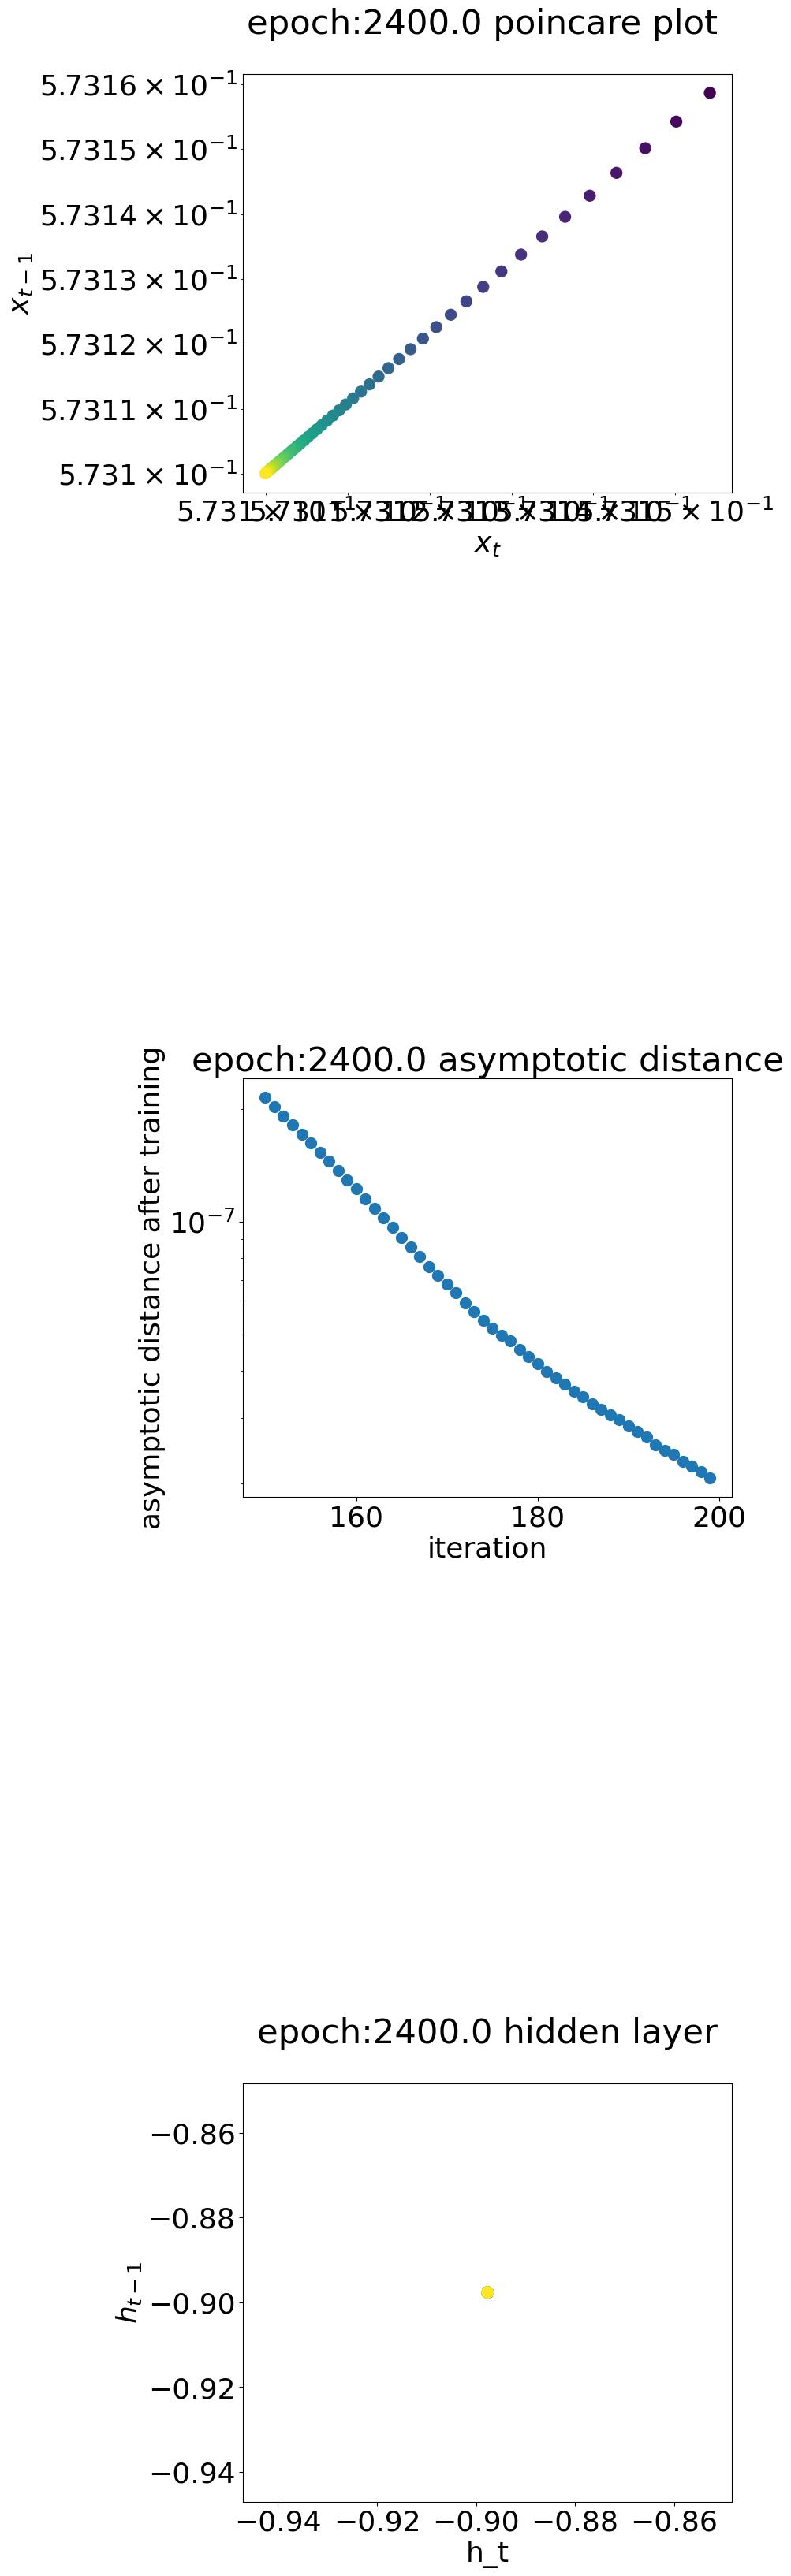 epoch:2400.0 poincare plot
5.7316 × 10⁻¹
5.7315 × 10⁻¹
5.7314 × 10⁻¹
5.7313 × 10⁻¹
5.7312 × 10⁻¹
5.7311 × 10⁻¹
5.731 × 10⁻¹
x_{t−1}
x_t
epoch:2400.0 asymptotic distance
asymptotic distance after training
10⁻⁷
160 180 200
iteration
epoch:2400.0 hidden layer
−0.86
−0.88
−0.90
−0.92
−0.94
h_{t−1}
−0.94 −0.92 −0.90 −0.88 −0.86
h_t